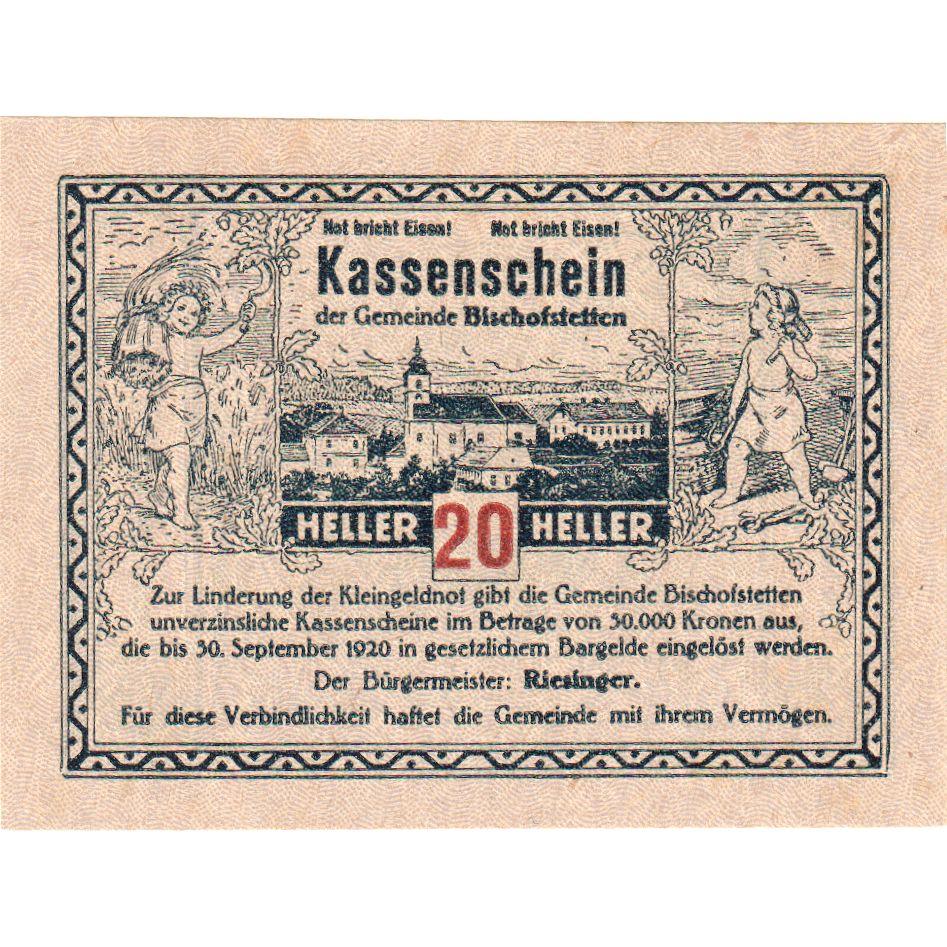 Not bricht Eisen! Not bricht Eisen!
Kassenschein
der Gemeinde Bischofstetten
HELLER 20 HELLER
Zur Linderung der Kleingeldnot gibt die Gemeinde Bischofstetten
unverzinsliche Kassenscheine im Betrage von 30.000 Kronen aus,
die bis 30. September 1920 in gesetzlichem Bargelde eingelöst werden.
Der Bürgermeister: Riesinger.
Für diese Verbindlichkeit haftet die Gemeinde mit ihrem Vermögen.